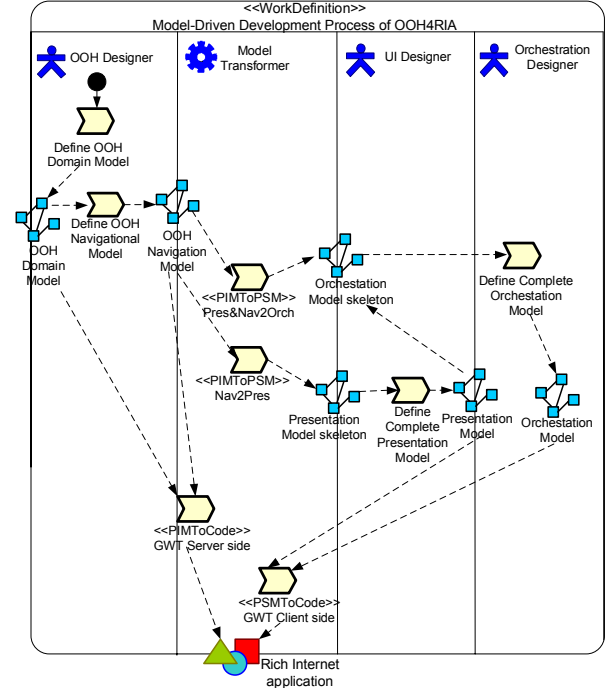 <<WorkDefinition>>
Model-Driven Development Process of OOH4RIA
OOH Designer
Model
Transformer
UI Designer
Orchestration
Designer
Define OOH
Domain Model
Define OOH
Navigational
Model
OOH
Domain
Model
OOH
Navigation
Model
<<PIMToPSM>>
Pres&Nav2Orch
Orchestation
Model skeleton
Define Complete
Orchestation
Model
<<PIMToPSM>>
Nav2Pres
Presentation
Model skeleton
Define
Complete
Presentation
Model
Presentation
Model
Orchestation
Model
<<PIMToCode>>
GWT Server side
<<PSMToCode>>
GWT Client side
Rich Internet
application